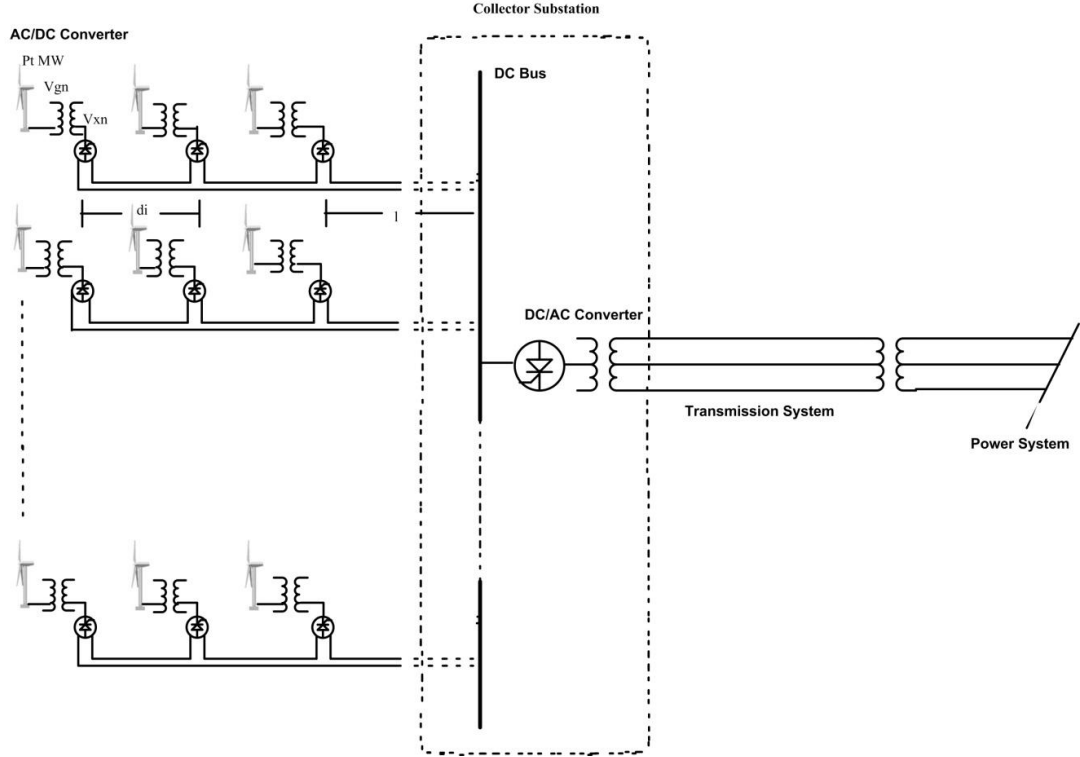 Collector Substation
AC/DC Converter
Pt MW
DC Bus
Vgn
Vxn
di
l
DC/AC Converter
Transmission System
Power System